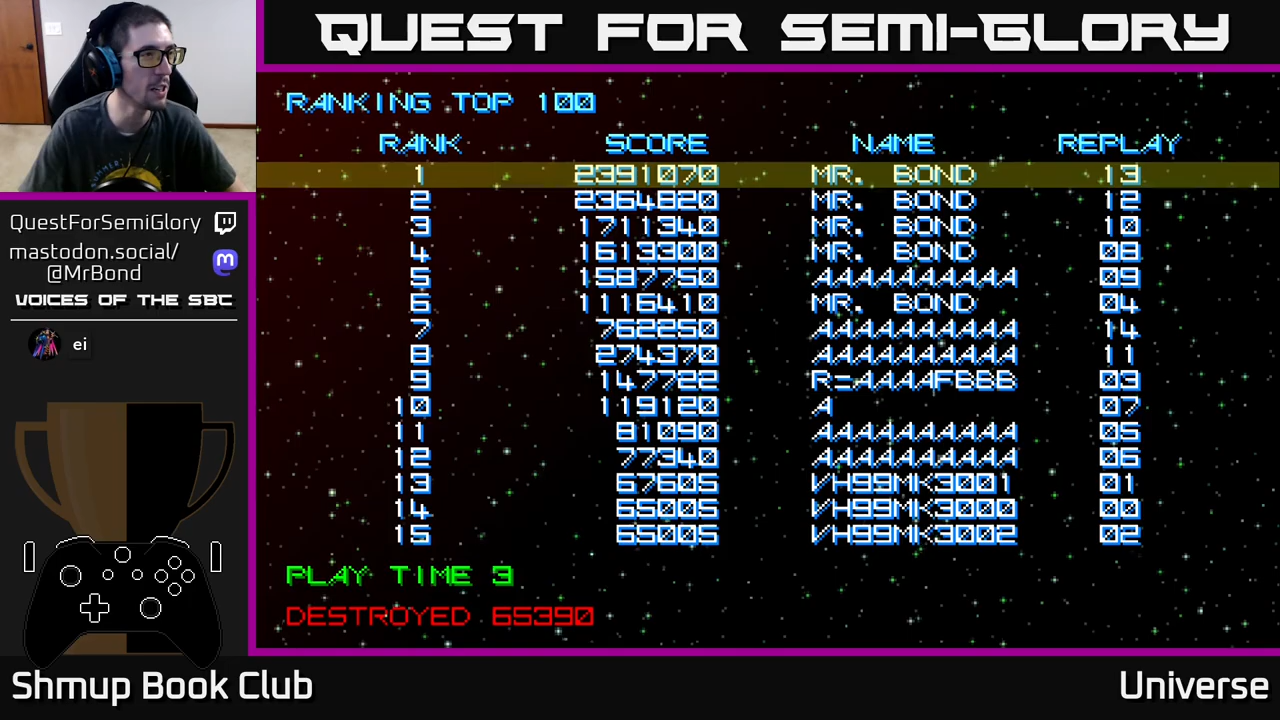 QUEST FOR SEMI-GLORY
QuestForSemiGlory
mastodon.social/
@MrBond
VOICES OF THE SBC
ei
RANKING TOP 100
RANK SCORE NAME REPLAY
1 2391070 MR. BOND 13
2 2364820 MR. BOND 12
3 1711340 MR. BOND 10
4 1613300 MR. BOND 08
5 1587750 AAAAAAAAAA 09
6 1116410 MR. BOND 04
7 762250 AAAAAAAAAA 14
8 274370 AAAAAAAAAA 11
9 147722 R=AAAAFBBB 03
10 119120 A 07
11 81090 AAAAAAAAAA 05
12 77340 AAAAAAAAAA 06
13 67605 VH99MK3001 01
14 65005 VH99MK3000 00
15 65005 VH99MK3002 02
PLAY TIME 3
DESTROYED 65390
Shmup Book Club
Universe